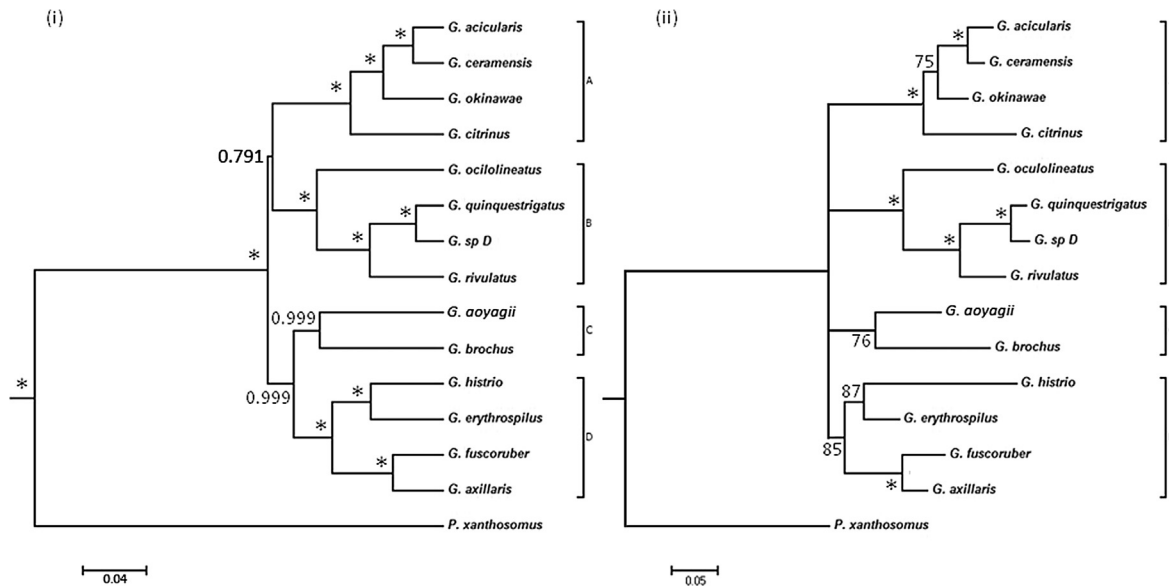 (i)
G. acicularis
G. ceramensis
G. okinawae
G. citrinus
G. ocilolineatus
G. quinquestrigatus
G. sp D
G. rivulatus
G. aoyagii
G. brochus
G. histrio
G. erythrospilus
G. fuscoruber
G. axillaris
P. xanthosomus
*
*
*
*
0.791
*
*
*
*
0.999
0.999
*
*
*
*
A
B
C
D
0.04
(ii)
G. acicularis
G. ceramensis
G. okinawae
G. citrinus
G. oculolineatus
G. quinquestrigatus
G. sp D
G. rivulatus
G. aoyagii
G. brochus
G. histrio
G. erythrospilus
G. fuscoruber
G. axillaris
P. xanthosomus
*
75
*
*
*
*
76
87
85
*
0.05